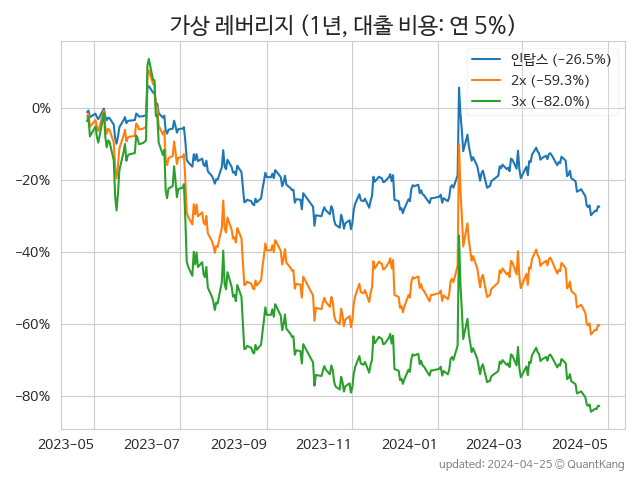 가상 레버리지 (1년, 대출 비용: 연 5%)
인탑스 (−26.5%)
2x (−59.3%)
3x (−82.0%)
0%
−20%
−40%
−60%
−80%
2023-05 2023-07 2023-09 2023-11 2024-01 2024-03 2024-05
updated: 2024-04-25 © QuantKang